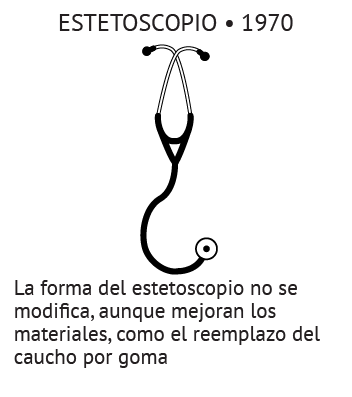 ESTETOSCOPIO • 1970
La forma del estetoscopio no se
modifica, aunque mejoran los
materiales, como el reemplazo del
caucho por goma